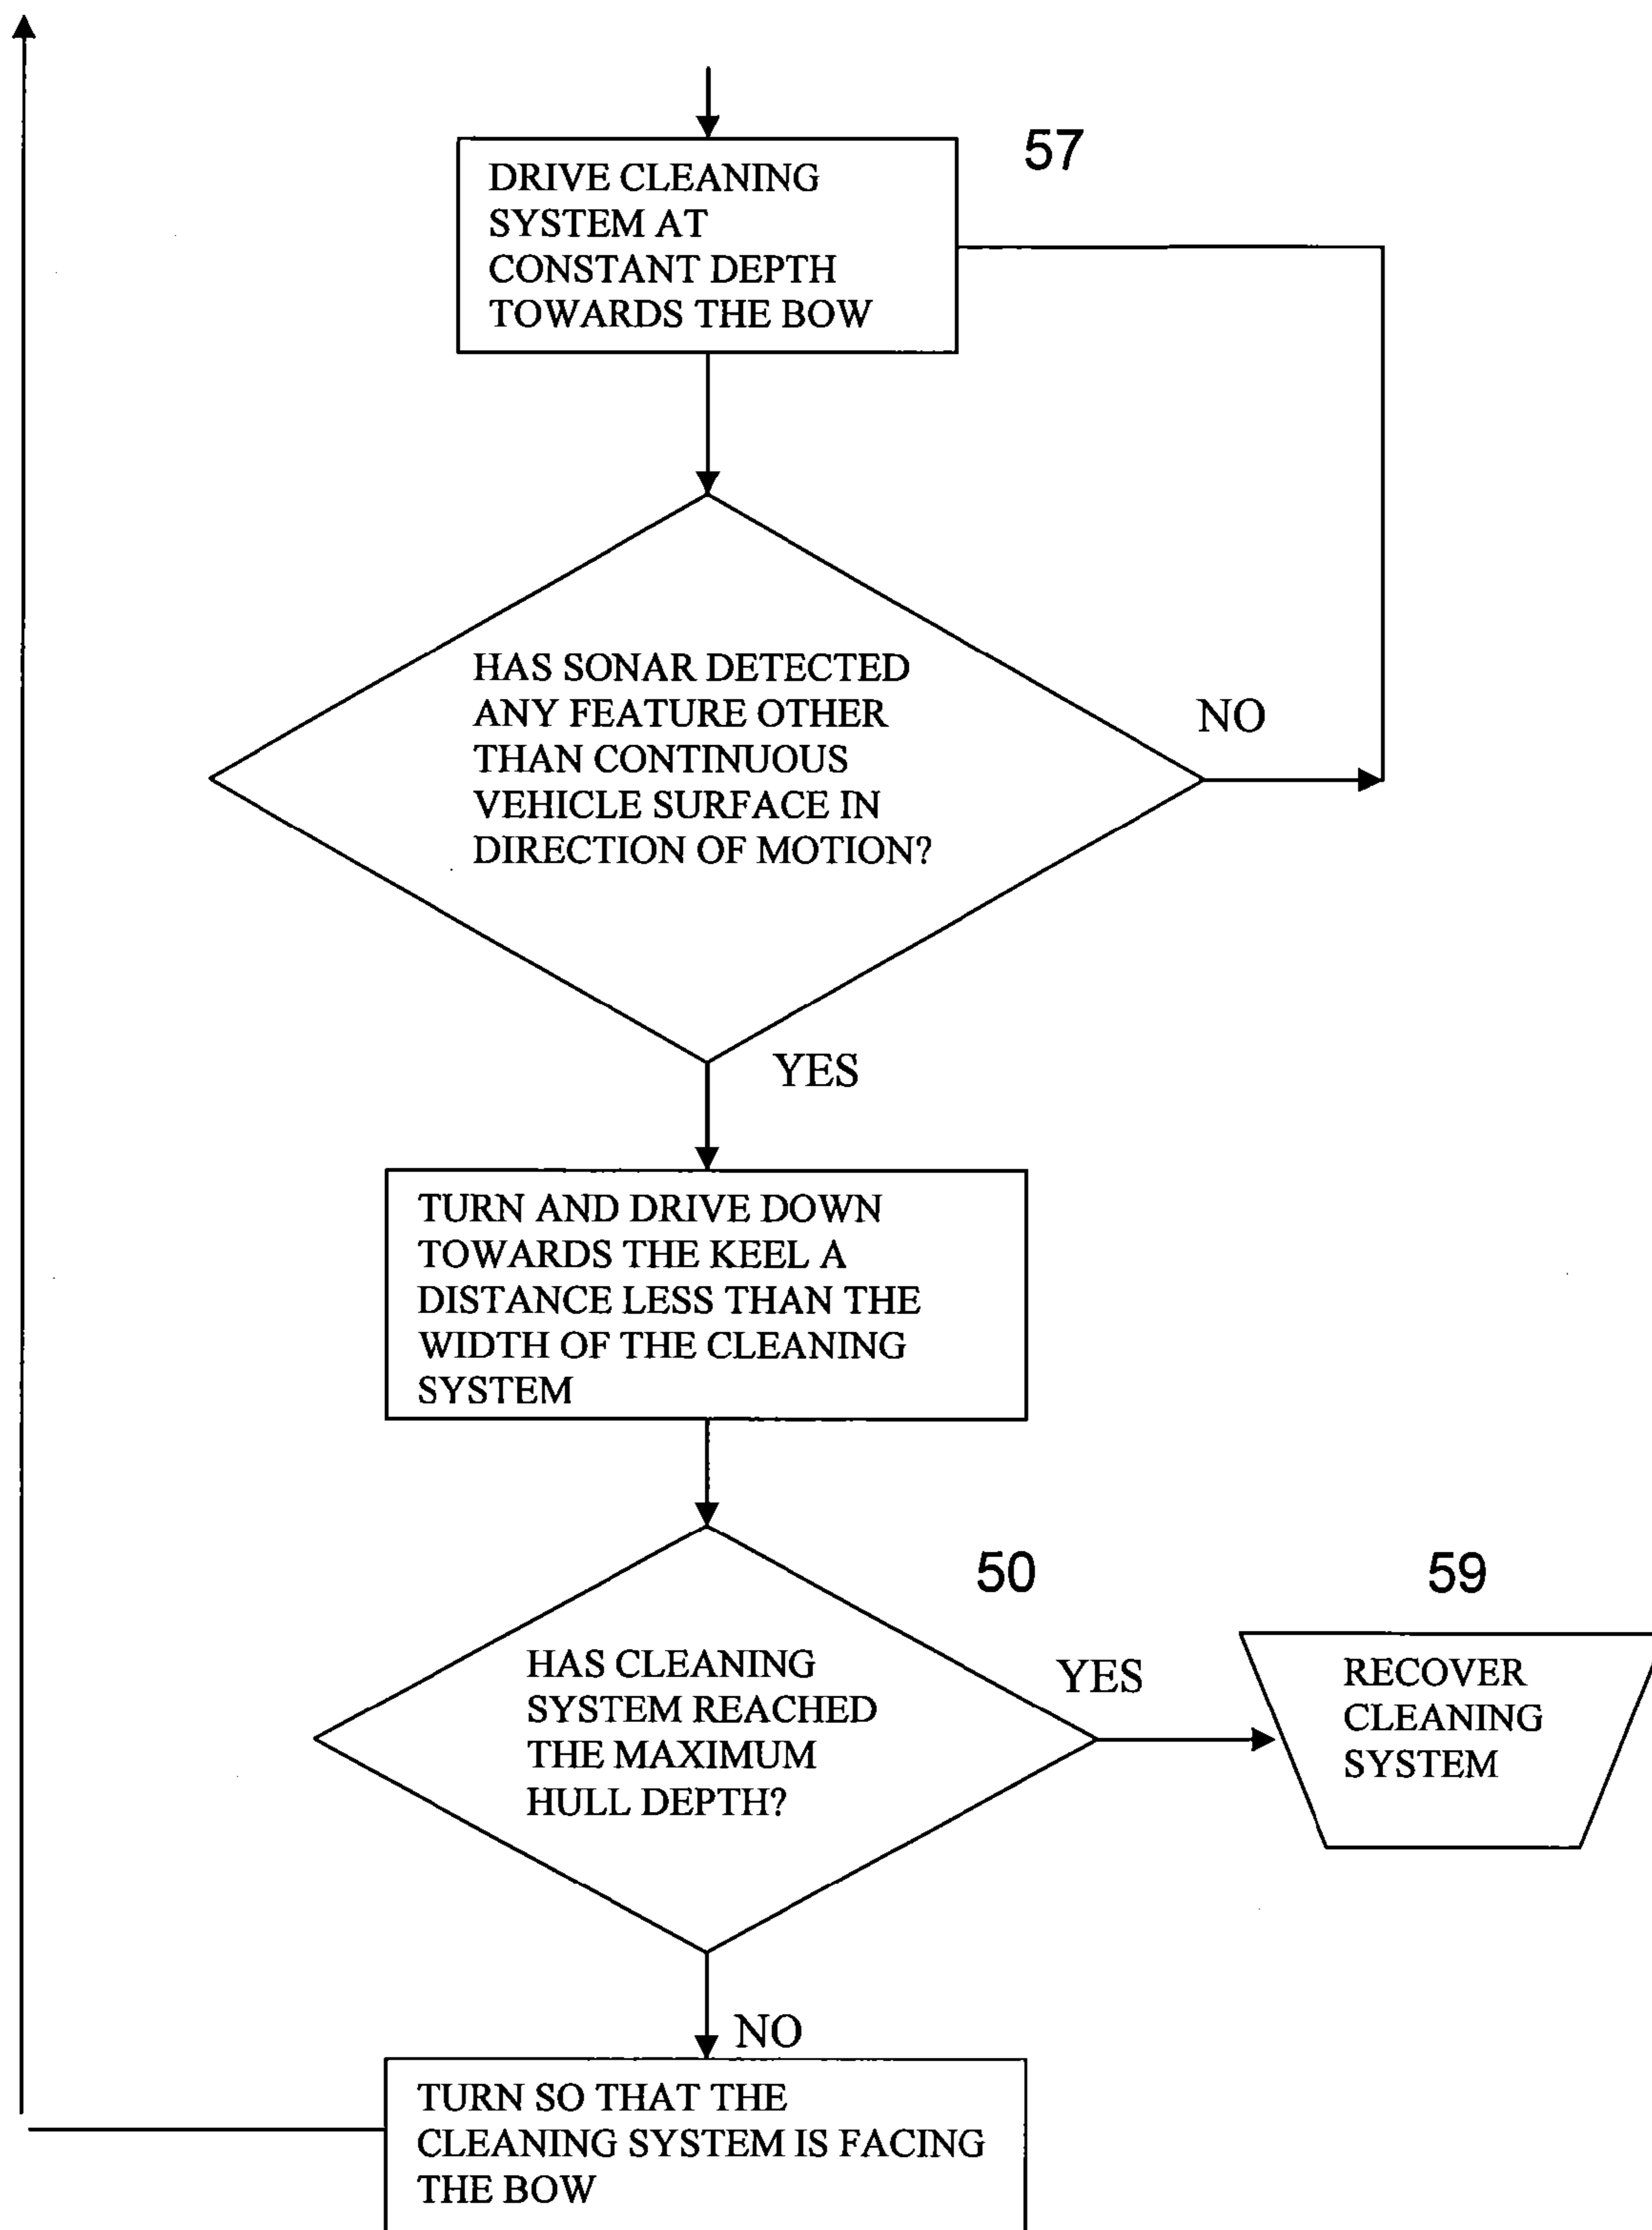 57
DRIVE CLEANING
SYSTEM AT
CONSTANT DEPTH
TOWARDS THE BOW
HAS SONAR DETECTED
ANY FEATURE OTHER
THAN CONTINUOUS
VEHICLE SURFACE IN
DIRECTION OF MOTION?
NO
YES
TURN AND DRIVE DOWN
TOWARDS THE KEEL A
DISTANCE LESS THAN THE
WIDTH OF THE CLEANING
SYSTEM
50
HAS CLEANING
SYSTEM REACHED
THE MAXIMUM
HULL DEPTH?
YES
59
RECOVER
CLEANING
SYSTEM
NO
TURN SO THAT THE
CLEANING SYSTEM IS FACING
THE BOW